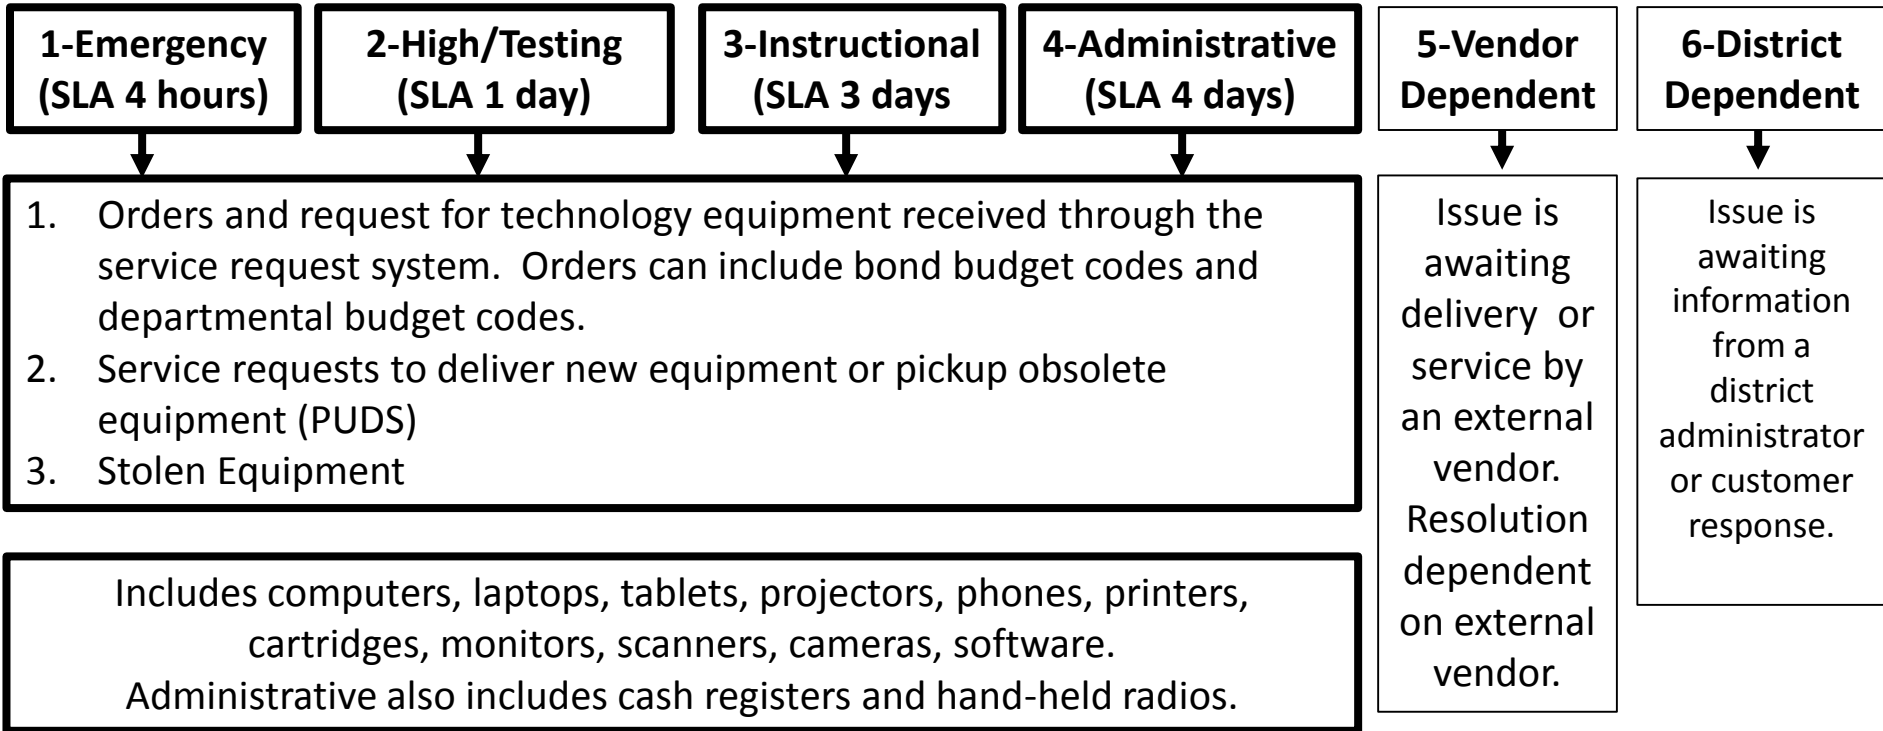 1-Emergency
(SLA 4 hours)
2-High/Testing
(SLA 1 day)
3-Instructional
(SLA 3 days
4-Administrative
(SLA 4 days)
5-Vendor
Dependent
6-District
Dependent
1. Orders and request for technology equipment received through the
service request system.  Orders can include bond budget codes and
departmental budget codes.
2. Service requests to deliver new equipment or pickup obsolete
equipment (PUDS)
3. Stolen Equipment
Includes computers, laptops, tablets, projectors, phones, printers,
cartridges, monitors, scanners, cameras, software.
Administrative also includes cash registers and hand-held radios.
Issue is
awaiting
delivery  or
service by
an external
vendor.
Resolution
dependent
on external
vendor.
Issue is
awaiting
information
from a
district
administrator
or customer
response.